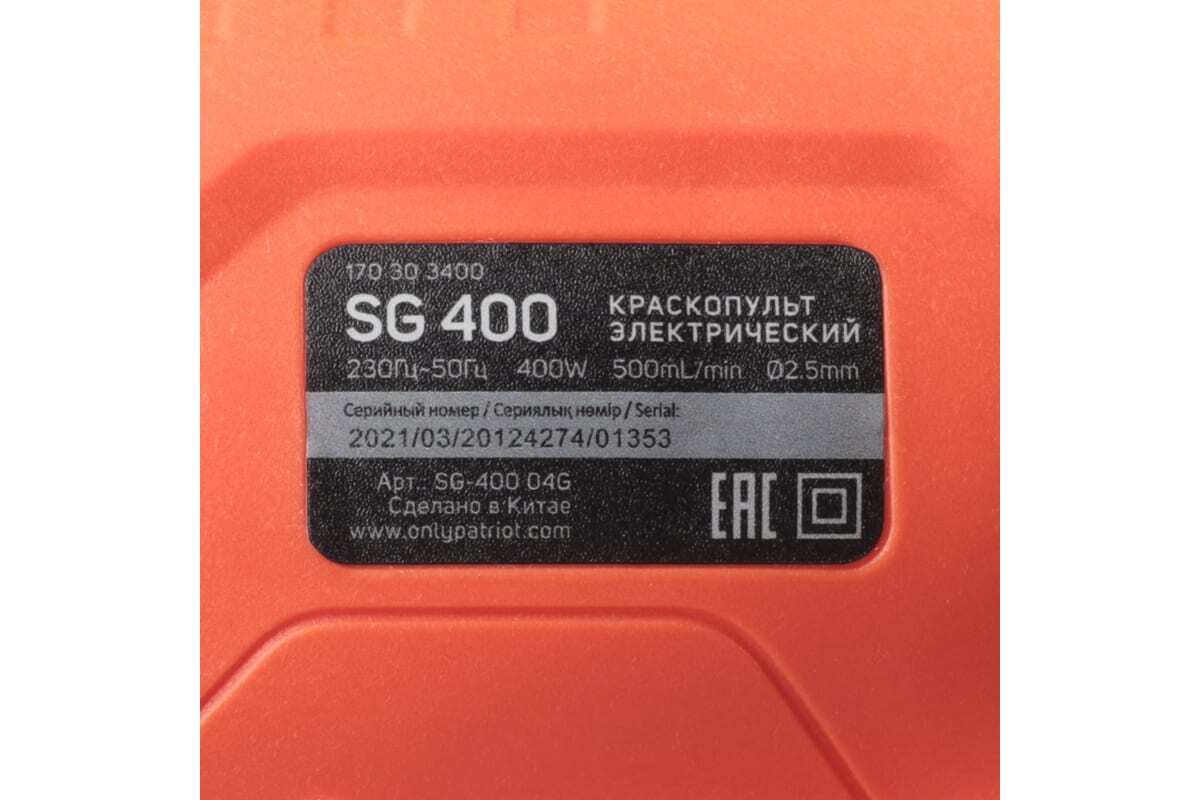 170 30 3400
SG 400
КРАСКОПУЛЬТ
ЭЛЕКТРИЧЕСКИЙ
230Гц~50Гц 400W 500mL/min Ø2.5mm
Серийный номер / Сериялық нөмір / Serial:
2021/03/20124274/01353
Арт.: SG-400 04G
Сделано в Китае
www.onlypatriot.com
EAC